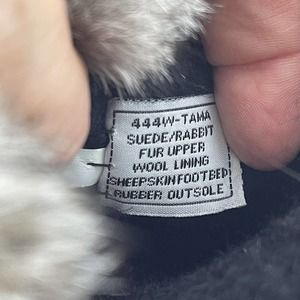 444W-TAMA
SUEDE/RABBIT
FUR UPPER
WOOL LINING
SHEEPSKIN FOOTBED
RUBBER OUTSOLE